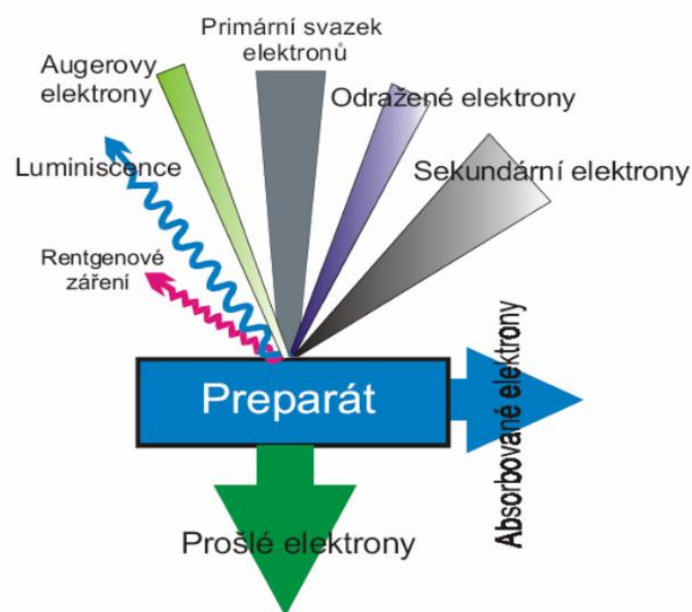 Primární svazek
elektronů
Augerovy
elektrony
Odražené elektrony
Luminiscence
Sekundární elektrony
Rentgenové
záření
Preparát
Absorbované elektrony
Prošlé elektrony